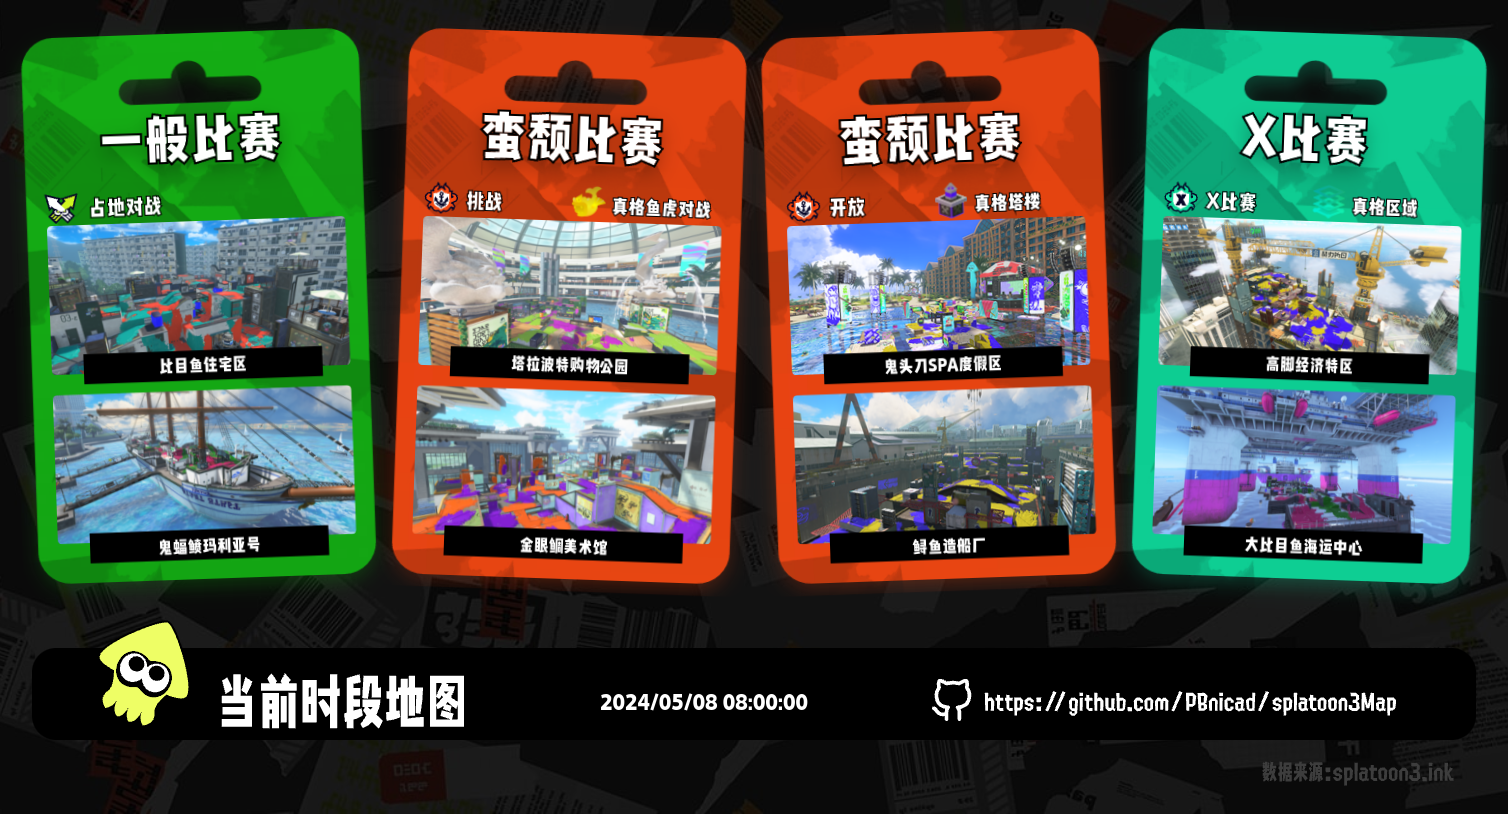 一般比赛
占地对战
比目鱼住宅区
鬼蝠鲼玛利亚号
蛮颓比赛
挑战
真格鱼虎对战
塔拉波特购物公园
金眼鲷美术馆
蛮颓比赛
开放
真格塔楼
鬼头刀SPA度假区
鲟鱼造船厂
X比赛
X比赛
真格区域
高脚经济特区
大比目鱼海运中心
当前时段地图
2024/05/08 08:00:00
https://github.com/PBnicad/splatoon3Map
数据来源:splatoon3.ink